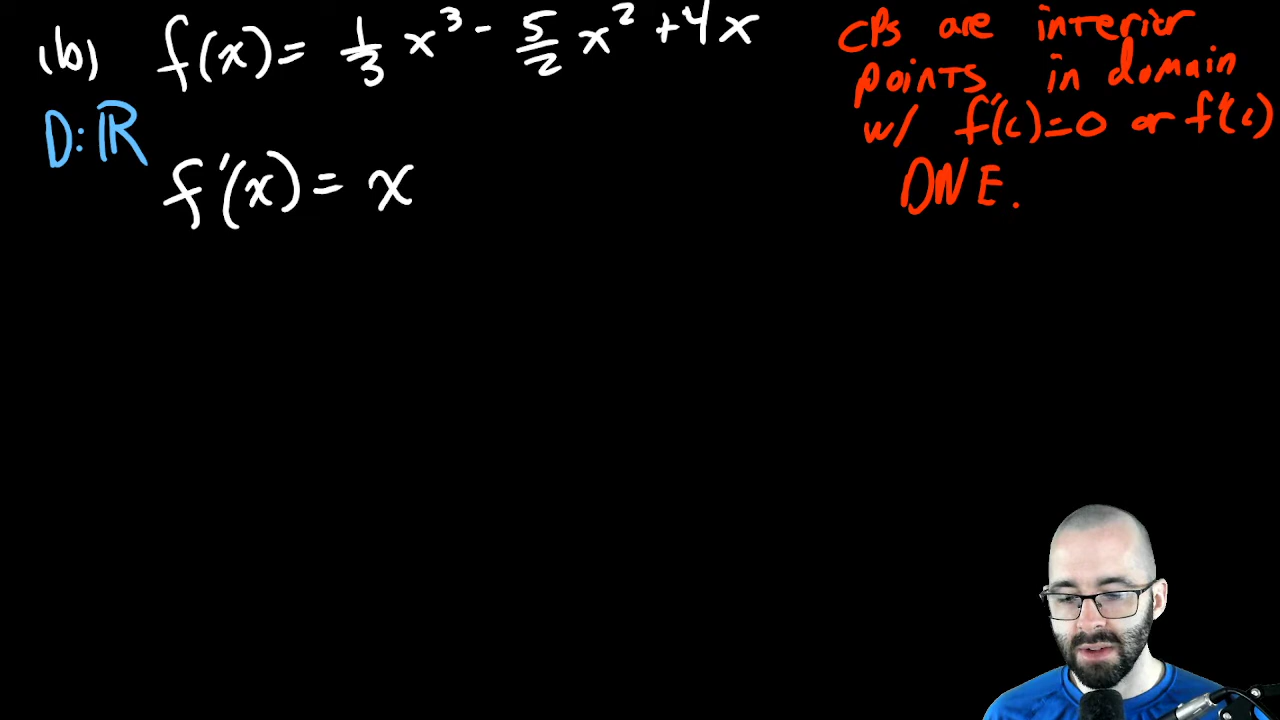 (b) f(x) = 1/3 x³ - 5/2 x² + 4x
D: ℝ
f'(x) = x
CPs are interior
points in domain
w/ f'(c)=0 or f'(c)
DNE.